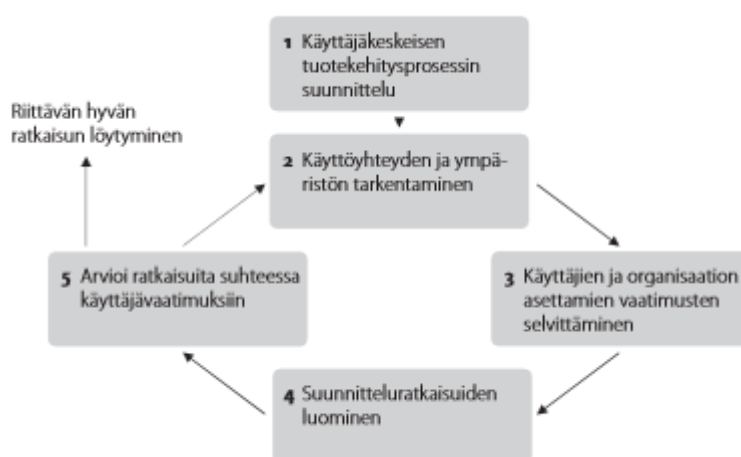 1 Käyttäjäkeskeisen
tuotekehitysprosessin
suunnittelu
Riittävän hyvän
ratkaisun löytyminen
2 Käyttöyhteyden ja ympä-
ristön tarkentaminen
5 Arvioi ratkaisuita suhteessa
käyttäjävaatimuksiin
3 Käyttäjien ja organisaation
asettamien vaatimusten
selvittäminen
4 Suunnitteluratkaisuiden
luominen